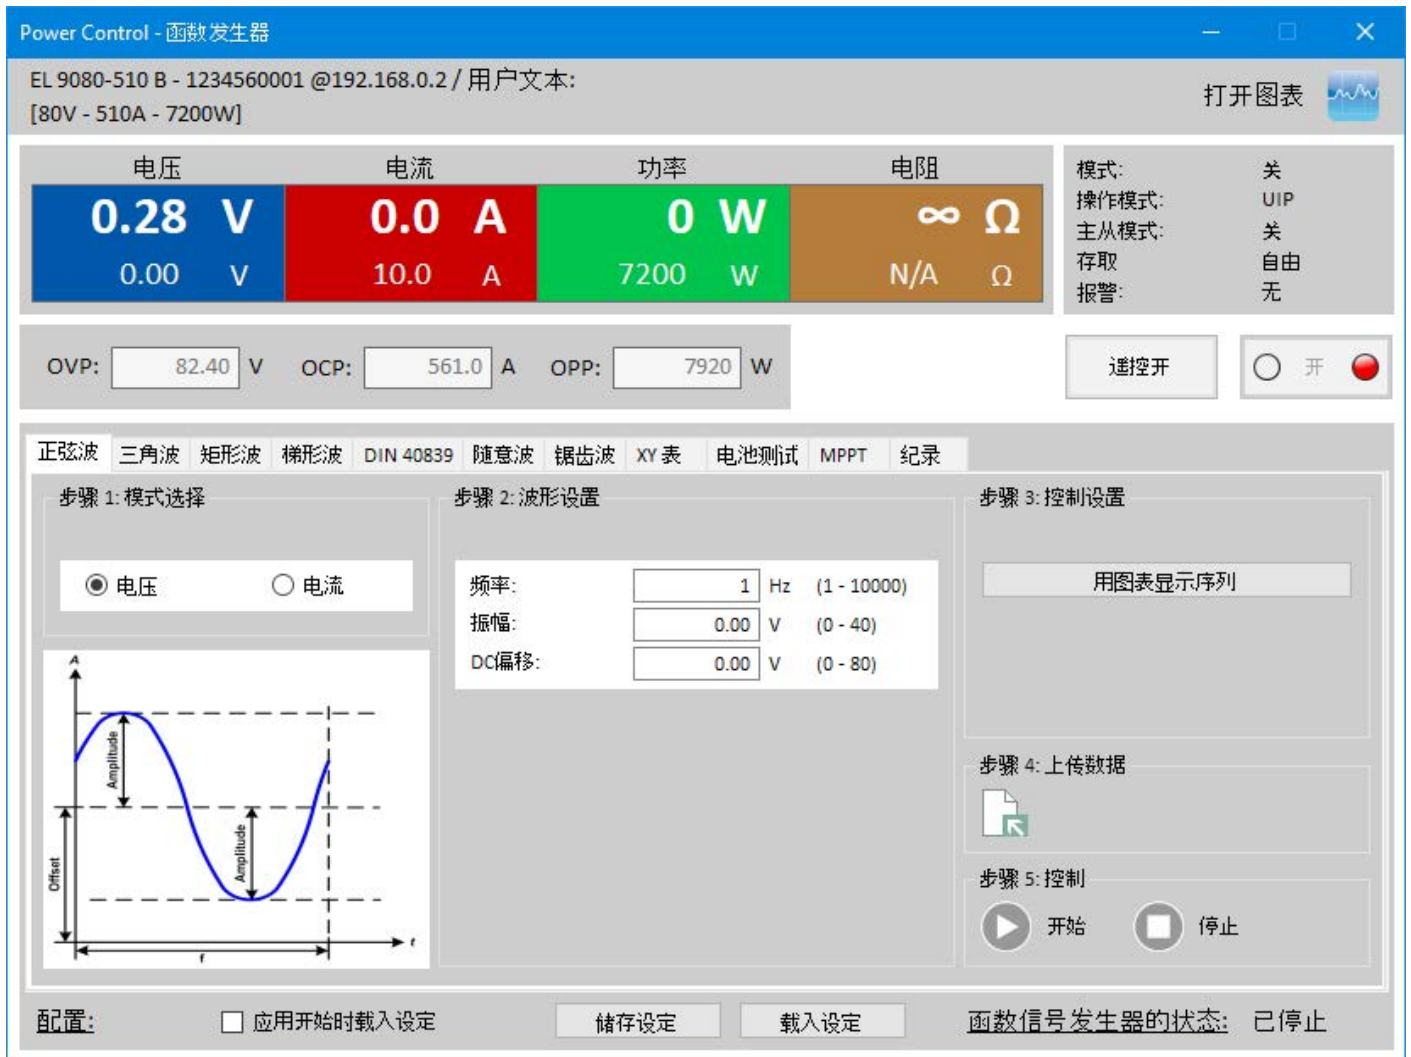 Power Control - 函数发生器
EL 9080-510 B - 1234560001 @192.168.0.2 / 用户文本:
[80V - 510A - 7200W]
打开图表
电压 电流 功率 电阻
0.28 V 0.0 A 0 W ∞ Ω
0.00 V 10.0 A 7200 W N/A Ω
模式: 关
操作模式: UIP
主从模式: 关
存取 自由
报警: 无
OVP: 82.40 V OCP: 561.0 A OPP: 7920 W
遥控开
开
正弦波 三角波 矩形波 梯形波 DIN 40839 随意波 锯齿波 XY 表 电池测试 MPPT 纪录
步骤 1: 模式选择
电压 电流
A
Amplitude
Amplitude
Offset
t
f
步骤 2: 波形设置
频率: 1 Hz (1 - 10000)
振幅: 0.00 V (0 - 40)
DC偏移: 0.00 V (0 - 80)
步骤 3: 控制设置
用图表显示序列
步骤 4: 上传数据
步骤 5: 控制
开始 停止
配置: 应用开始时载入设定 储存设定 载入设定 函数信号发生器的状态: 已停止